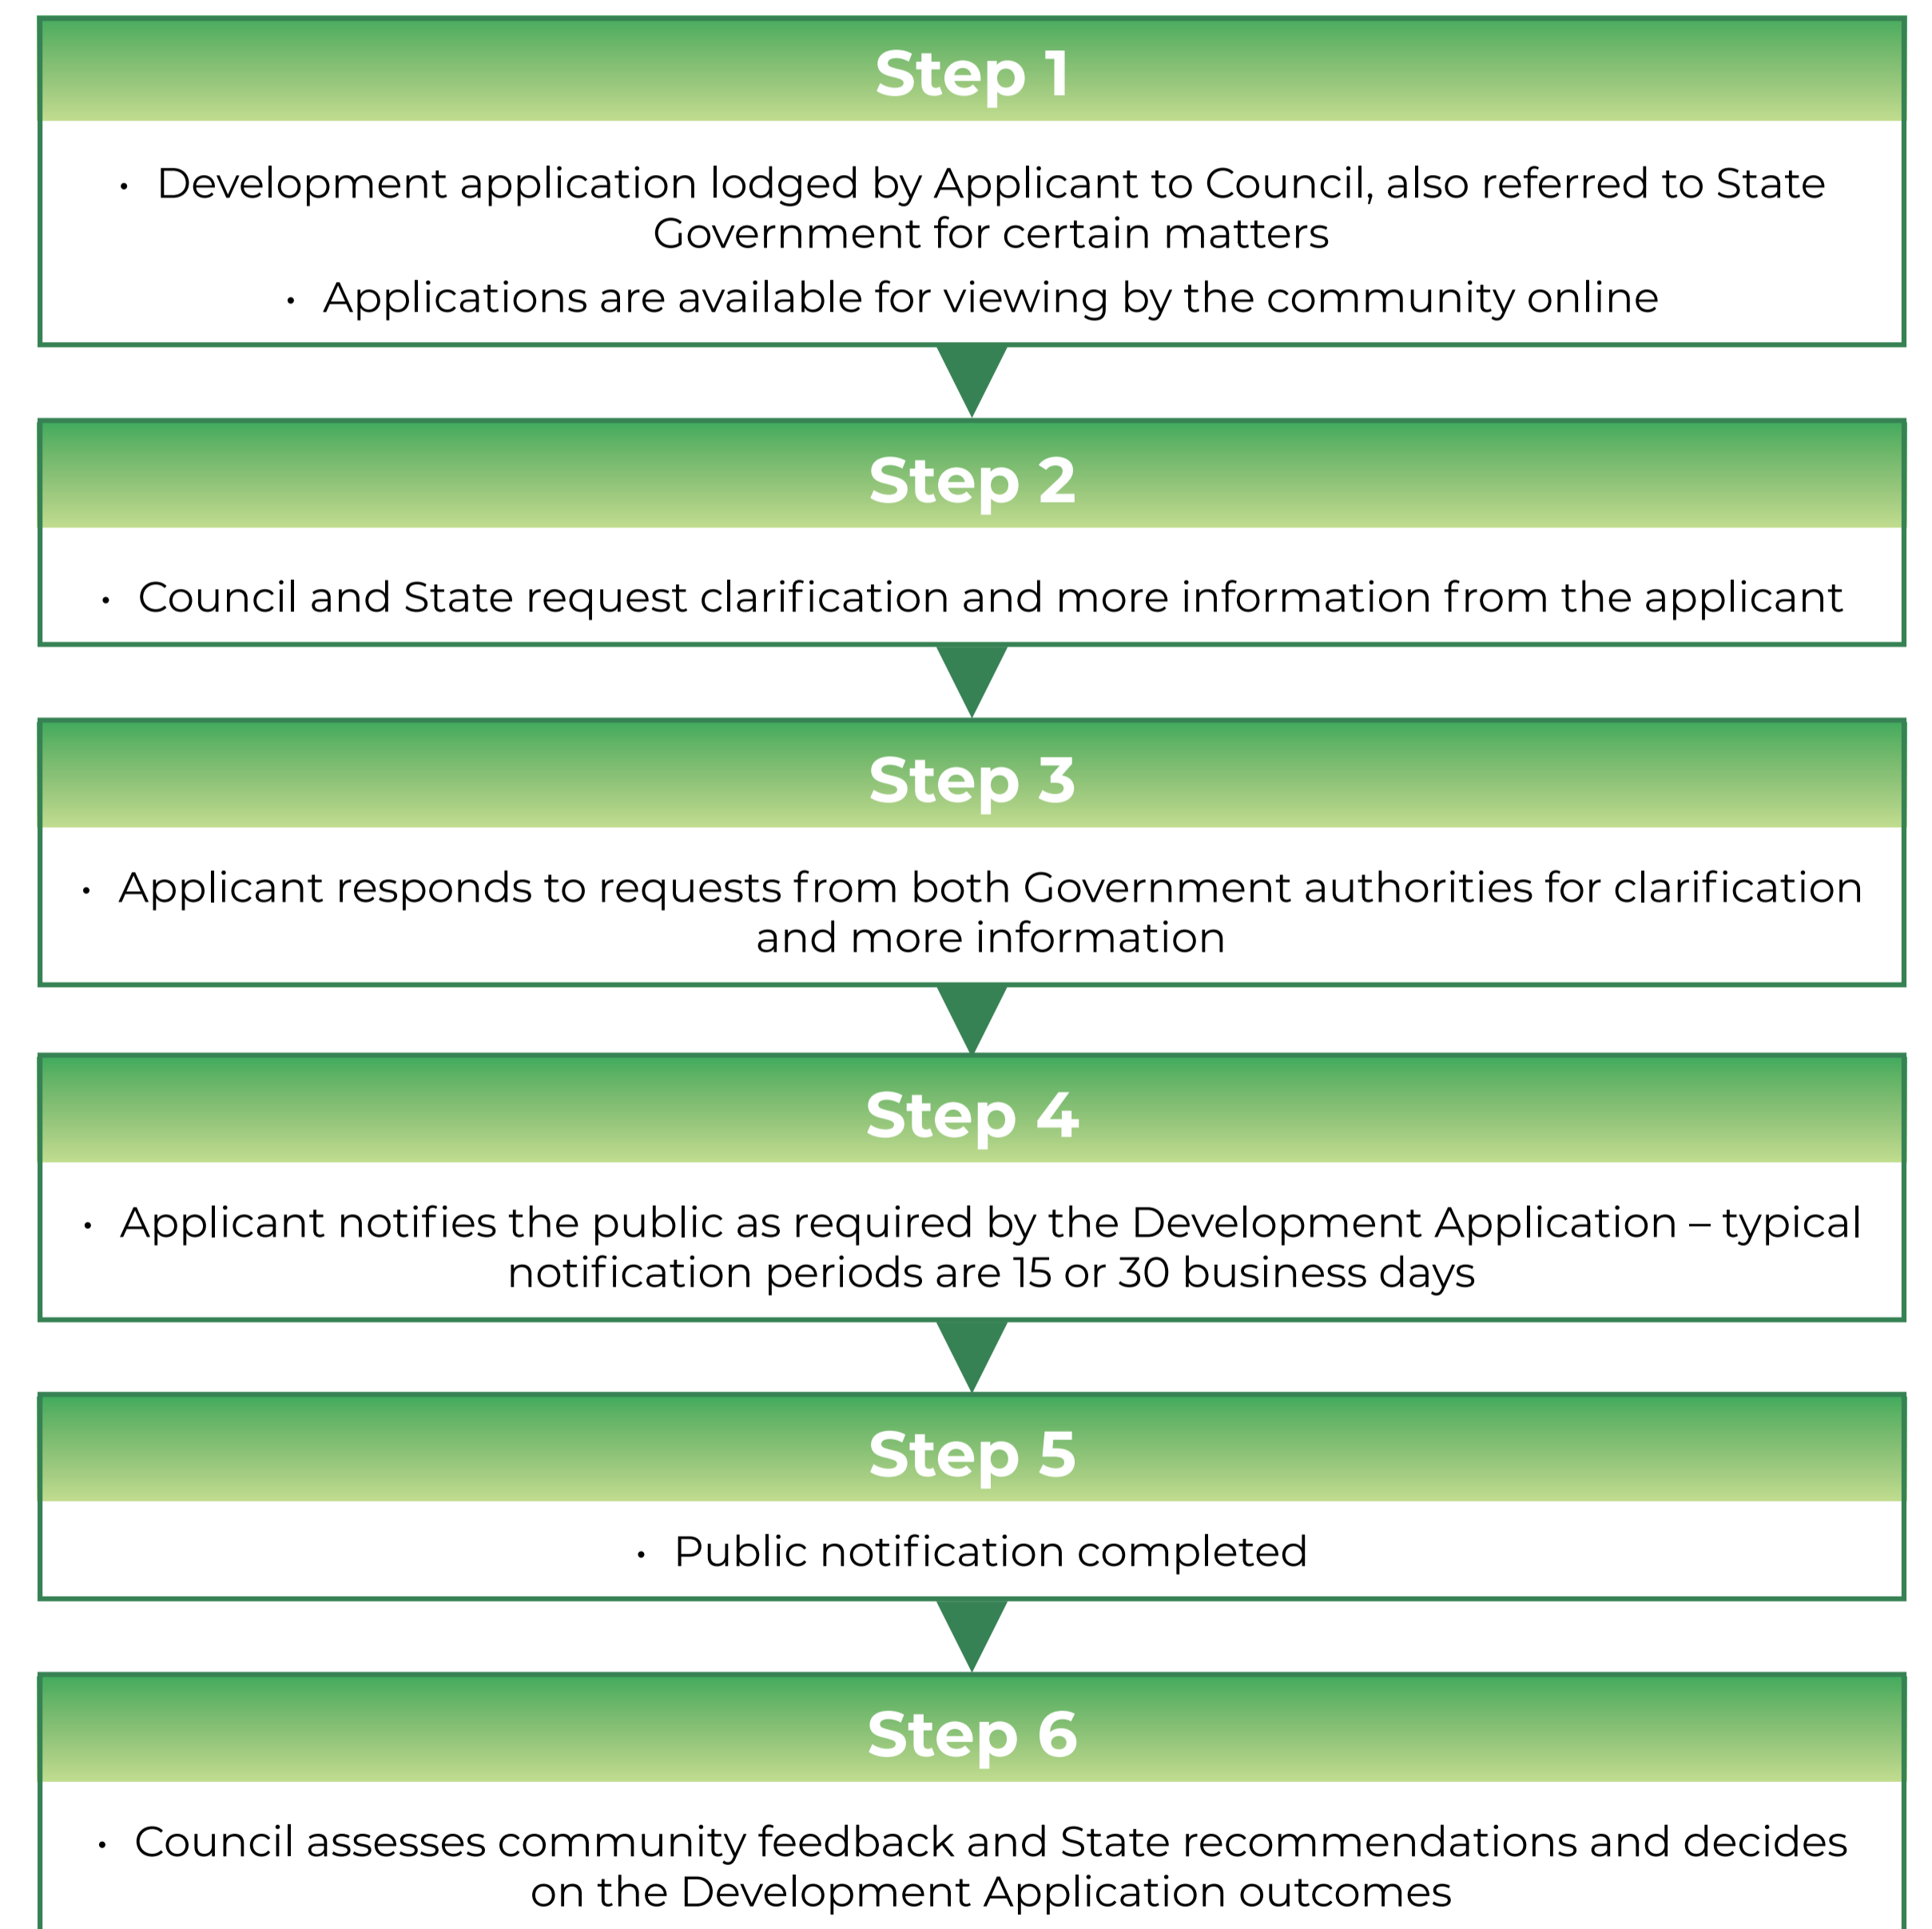 Step 1
• Development application lodged by Applicant to Council, also referred to State
Government for certain matters
• Applications are available for viewing by the community online
Step 2
• Council and State request clarification and more information from the applicant
Step 3
• Applicant responds to requests from both Government authorities for clarification
and more information
Step 4
• Applicant notifies the public as required by the Development Application – typical
notification periods are 15 or 30 business days
Step 5
• Public notification completed
Step 6
• Council assesses community feedback and State recommendations and decides
on the Development Application outcomes